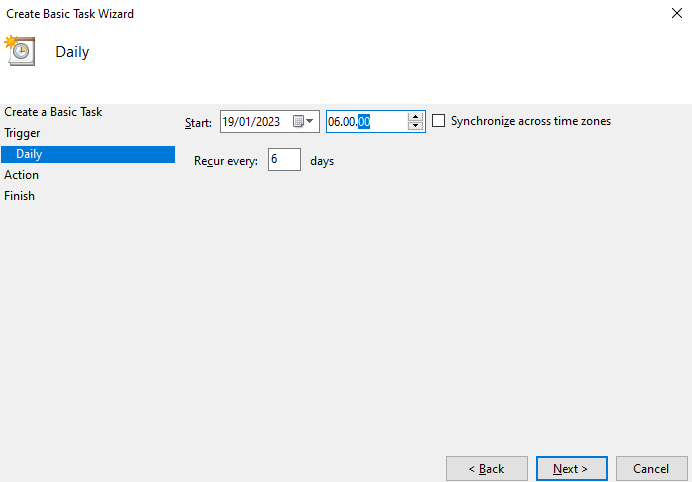 Create Basic Task Wizard
Daily
Create a Basic Task
Trigger
Daily
Action
Finish
Start: 19/01/2023 06.00.00 Synchronize across time zones
Recur every: 6 days
< Back Next > Cancel